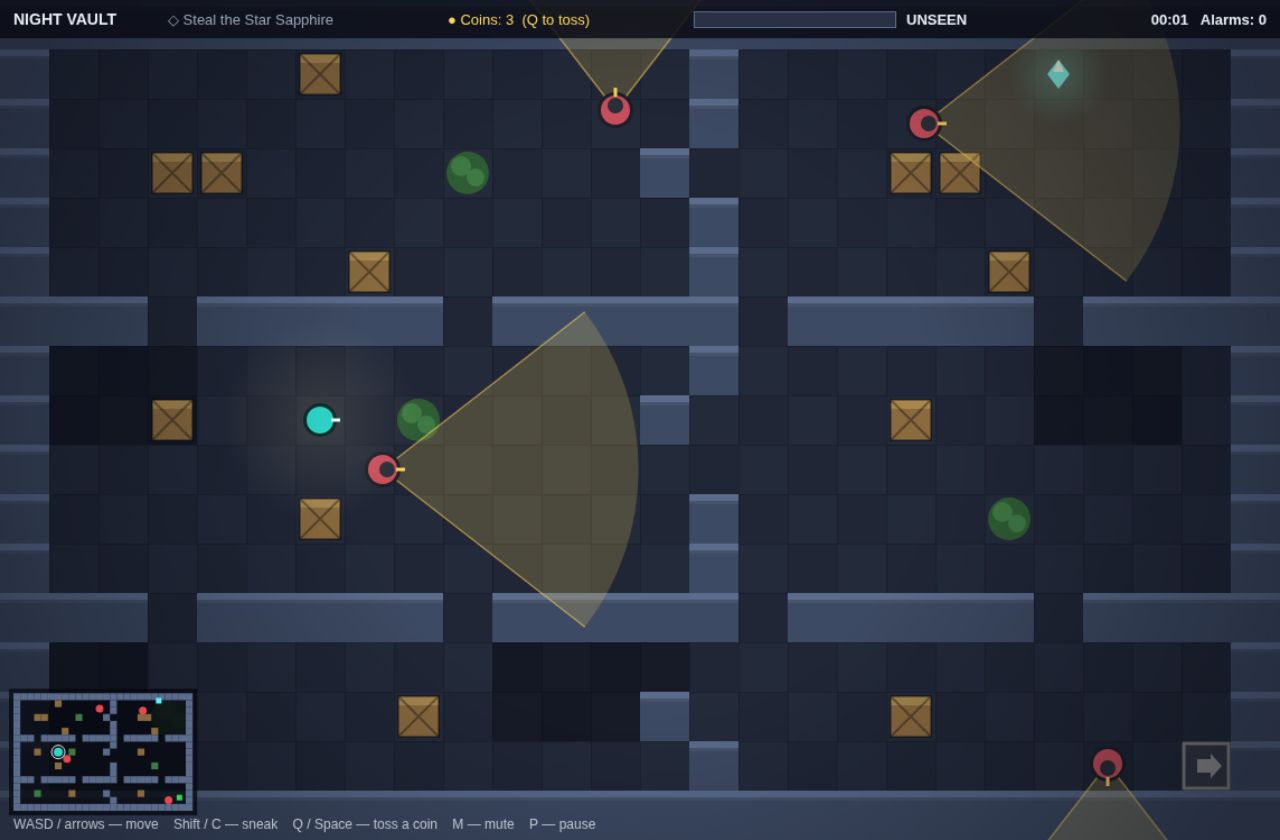 NIGHT VAULT ◇ Steal the Star Sapphire ● Coins: 3 (Q to toss) UNSEEN 00:01 Alarms: 0
WASD / arrows — move Shift / C — sneak Q / Space — toss a coin M — mute P — pause